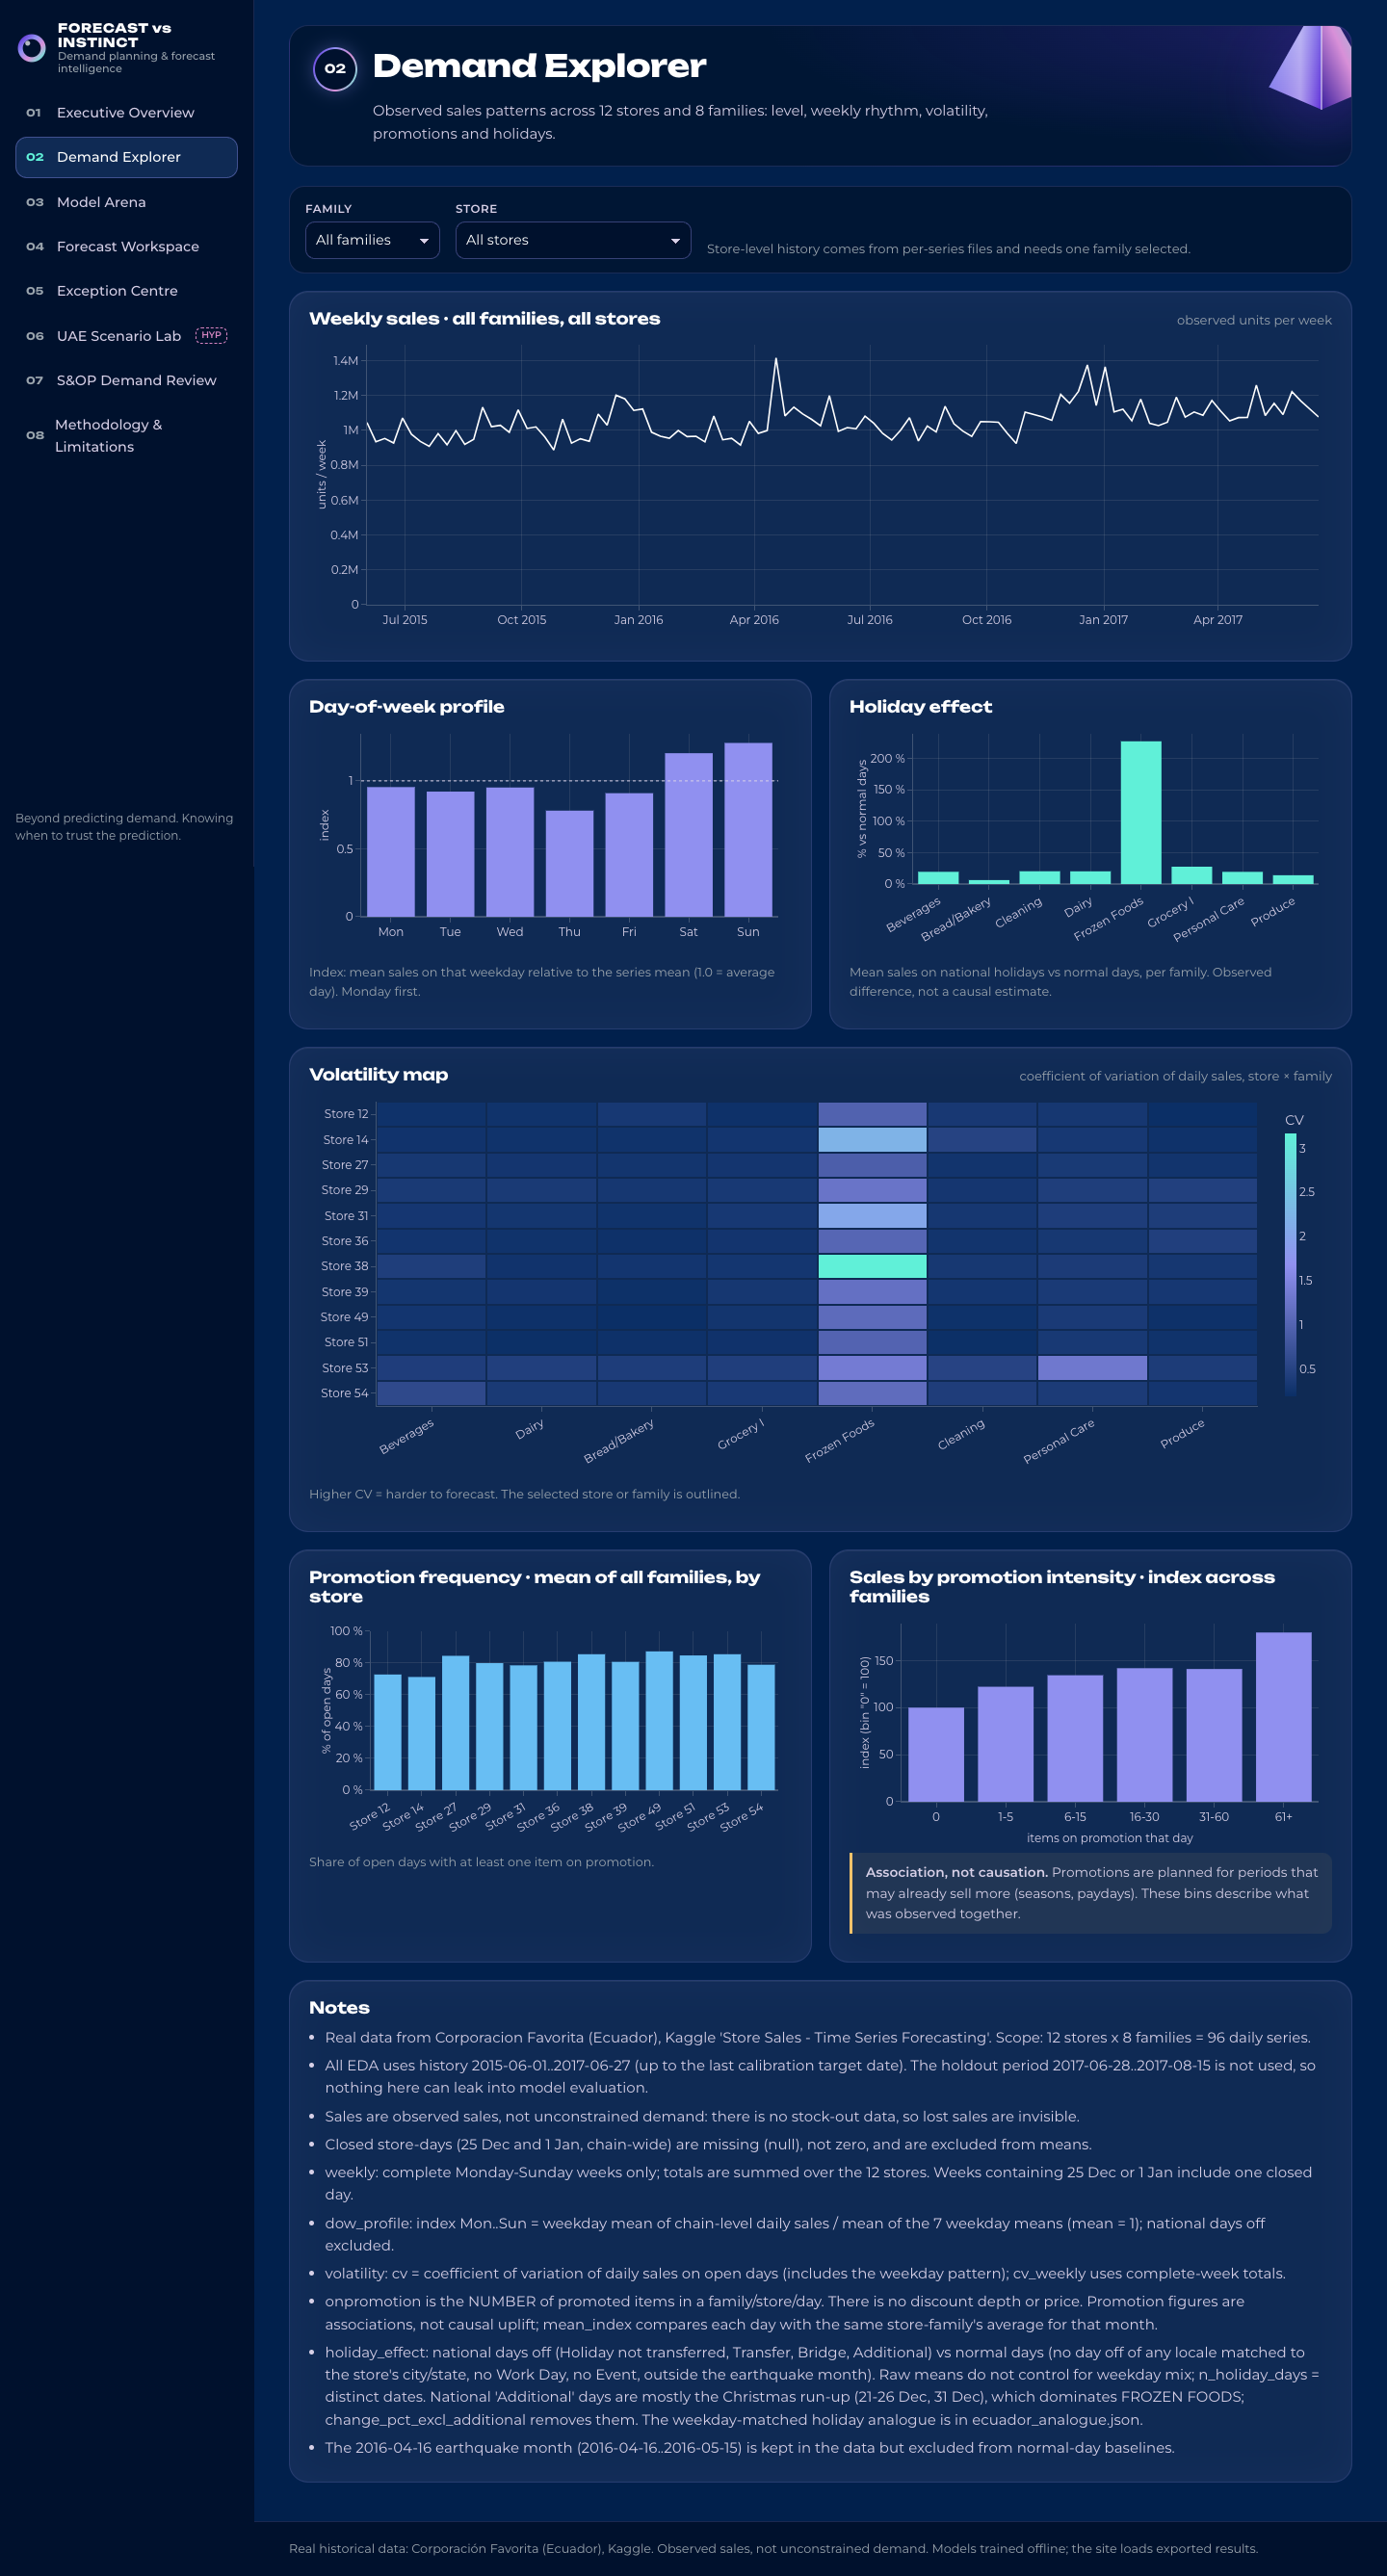 FORECAST vs
INSTINCT
Demand planning & forecast
intelligence
01 Executive Overview
02 Demand Explorer
03 Model Arena
04 Forecast Workspace
05 Exception Centre
06 UAE Scenario Lab HYP
07 S&OP Demand Review
08 Methodology &
Limitations
Beyond predicting demand. Knowing
when to trust the prediction.
02 Demand Explorer
Observed sales patterns across 12 stores and 8 families: level, weekly rhythm, volatility,
promotions and holidays.
FAMILY STORE
All families All stores
Store-level history comes from per-series files and needs one family selected.
Weekly sales · all families, all stores
observed units per week
units / week
1.4M
1.2M
1M
0.8M
0.6M
0.4M
0.2M
0
Jul 2015 Oct 2015 Jan 2016 Apr 2016 Jul 2016 Oct 2016 Jan 2017 Apr 2017
Day-of-week profile
index
1
0.5
0
Mon Tue Wed Thu Fri Sat Sun
Index: mean sales on that weekday relative to the series mean (1.0 = average
day). Monday first.
Holiday effect
% vs normal days
200 %
150 %
100 %
50 %
0 %
Beverages Bread/Bakery Cleaning Dairy Frozen Foods Grocery I Personal Care Produce
Mean sales on national holidays vs normal days, per family. Observed
difference, not a causal estimate.
Volatility map
coefficient of variation of daily sales, store × family
Store 12
Store 14
Store 27
Store 29
Store 31
Store 36
Store 38
Store 39
Store 49
Store 51
Store 53
Store 54
Beverages Dairy Bread/Bakery Grocery I Frozen Foods Cleaning Personal Care Produce
CV
3
2.5
2
1.5
1
0.5
Higher CV = harder to forecast. The selected store or family is outlined.
Promotion frequency · mean of all families, by
store
% of open days
100 %
80 %
60 %
40 %
20 %
0 %
Store 12 Store 14 Store 27 Store 29 Store 31 Store 36 Store 38 Store 39 Store 49 Store 51 Store 53 Store 54
Share of open days with at least one item on promotion.
Sales by promotion intensity · index across
families
index (bin "0" = 100)
150
100
50
0
0 1-5 6-15 16-30 31-60 61+
items on promotion that day
Association, not causation. Promotions are planned for periods that
may already sell more (seasons, paydays). These bins describe what
was observed together.
Notes
• Real data from Corporacion Favorita (Ecuador), Kaggle 'Store Sales - Time Series Forecasting'. Scope: 12 stores x 8 families = 96 daily series.
• All EDA uses history 2015-06-01..2017-06-27 (up to the last calibration target date). The holdout period 2017-06-28..2017-08-15 is not used, so
nothing here can leak into model evaluation.
• Sales are observed sales, not unconstrained demand: there is no stock-out data, so lost sales are invisible.
• Closed store-days (25 Dec and 1 Jan, chain-wide) are missing (null), not zero, and are excluded from means.
• weekly: complete Monday-Sunday weeks only; totals are summed over the 12 stores. Weeks containing 25 Dec or 1 Jan include one closed
day.
• dow_profile: index Mon..Sun = weekday mean of chain-level daily sales / mean of the 7 weekday means (mean = 1); national days off
excluded.
• volatility: cv = coefficient of variation of daily sales on open days (includes the weekday pattern); cv_weekly uses complete-week totals.
• onpromotion is the NUMBER of promoted items in a family/store/day. There is no discount depth or price. Promotion figures are
associations, not causal uplift; mean_index compares each day with the same store-family's average for that month.
• holiday_effect: national days off (Holiday not transferred, Transfer, Bridge, Additional) vs normal days (no day off of any locale matched to
the store's city/state, no Work Day, no Event, outside the earthquake month). Raw means do not control for weekday mix; n_holiday_days =
distinct dates. National 'Additional' days are mostly the Christmas run-up (21-26 Dec, 31 Dec), which dominates FROZEN FOODS;
change_pct_excl_additional removes them. The weekday-matched holiday analogue is in ecuador_analogue.json.
• The 2016-04-16 earthquake month (2016-04-16..2016-05-15) is kept in the data but excluded from normal-day baselines.
Real historical data: Corporación Favorita (Ecuador), Kaggle. Observed sales, not unconstrained demand. Models trained offline; the site loads exported results.